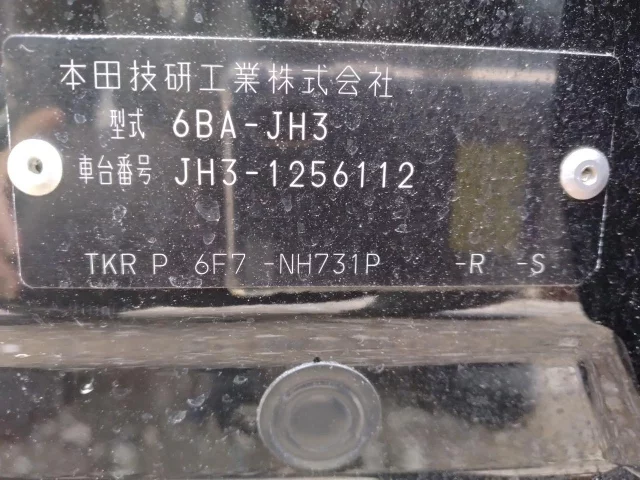 本田技研工業株式会社
型式 6BA-JH3
車台番号 JH3-1256112
TKR P 6F7 -NH731P -R -S